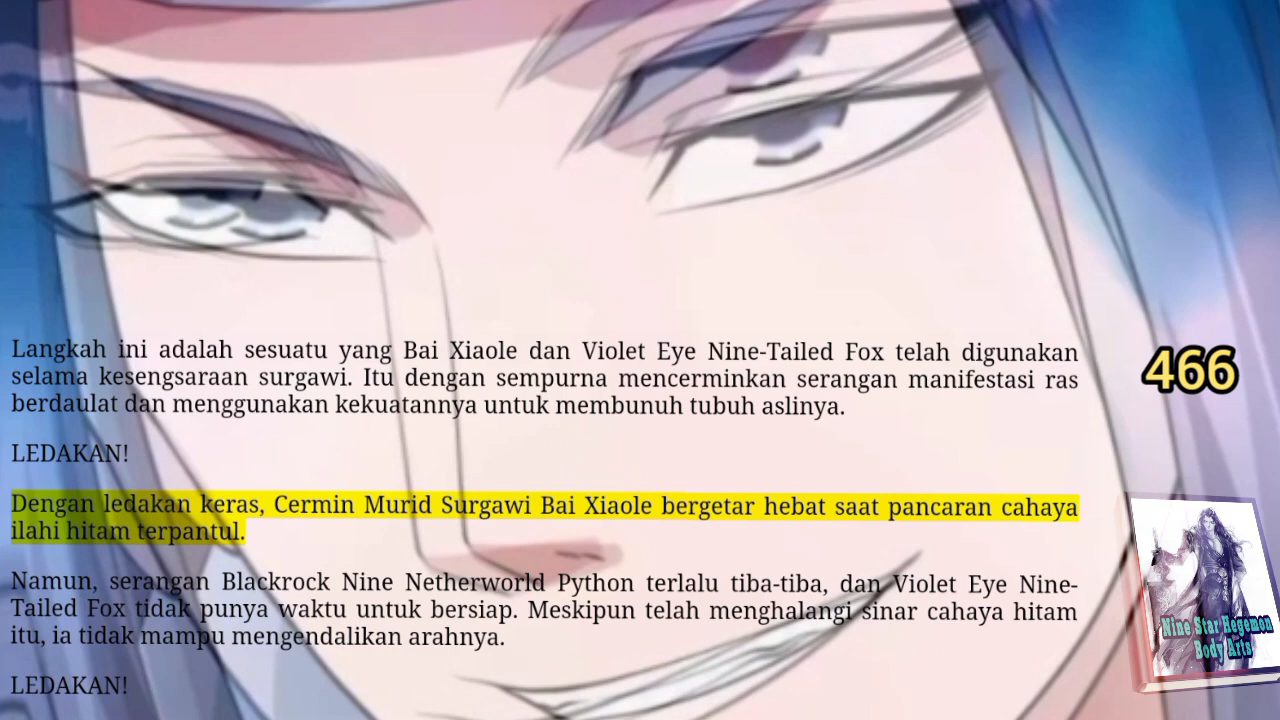 Langkah ini adalah sesuatu yang Bai Xiaole dan Violet Eye Nine-Tailed Fox telah digunakan
selama kesengsaraan surgawi. Itu dengan sempurna mencerminkan serangan manifestasi ras
berdaulat dan menggunakan kekuatannya untuk membunuh tubuh aslinya.
LEDAKAN!
Dengan ledakan keras, Cermin Murid Surgawi Bai Xiaole bergetar hebat saat pancaran cahaya
ilahi hitam terpantul.
Namun, serangan Blackrock Nine Netherworld Python terlalu tiba-tiba, dan Violet Eye Nine-
Tailed Fox tidak punya waktu untuk bersiap. Meskipun telah menghalangi sinar cahaya hitam
itu, ia tidak mampu mengendalikan arahnya.
LEDAKAN!
466
Nine Star Hegemon
Body Arts